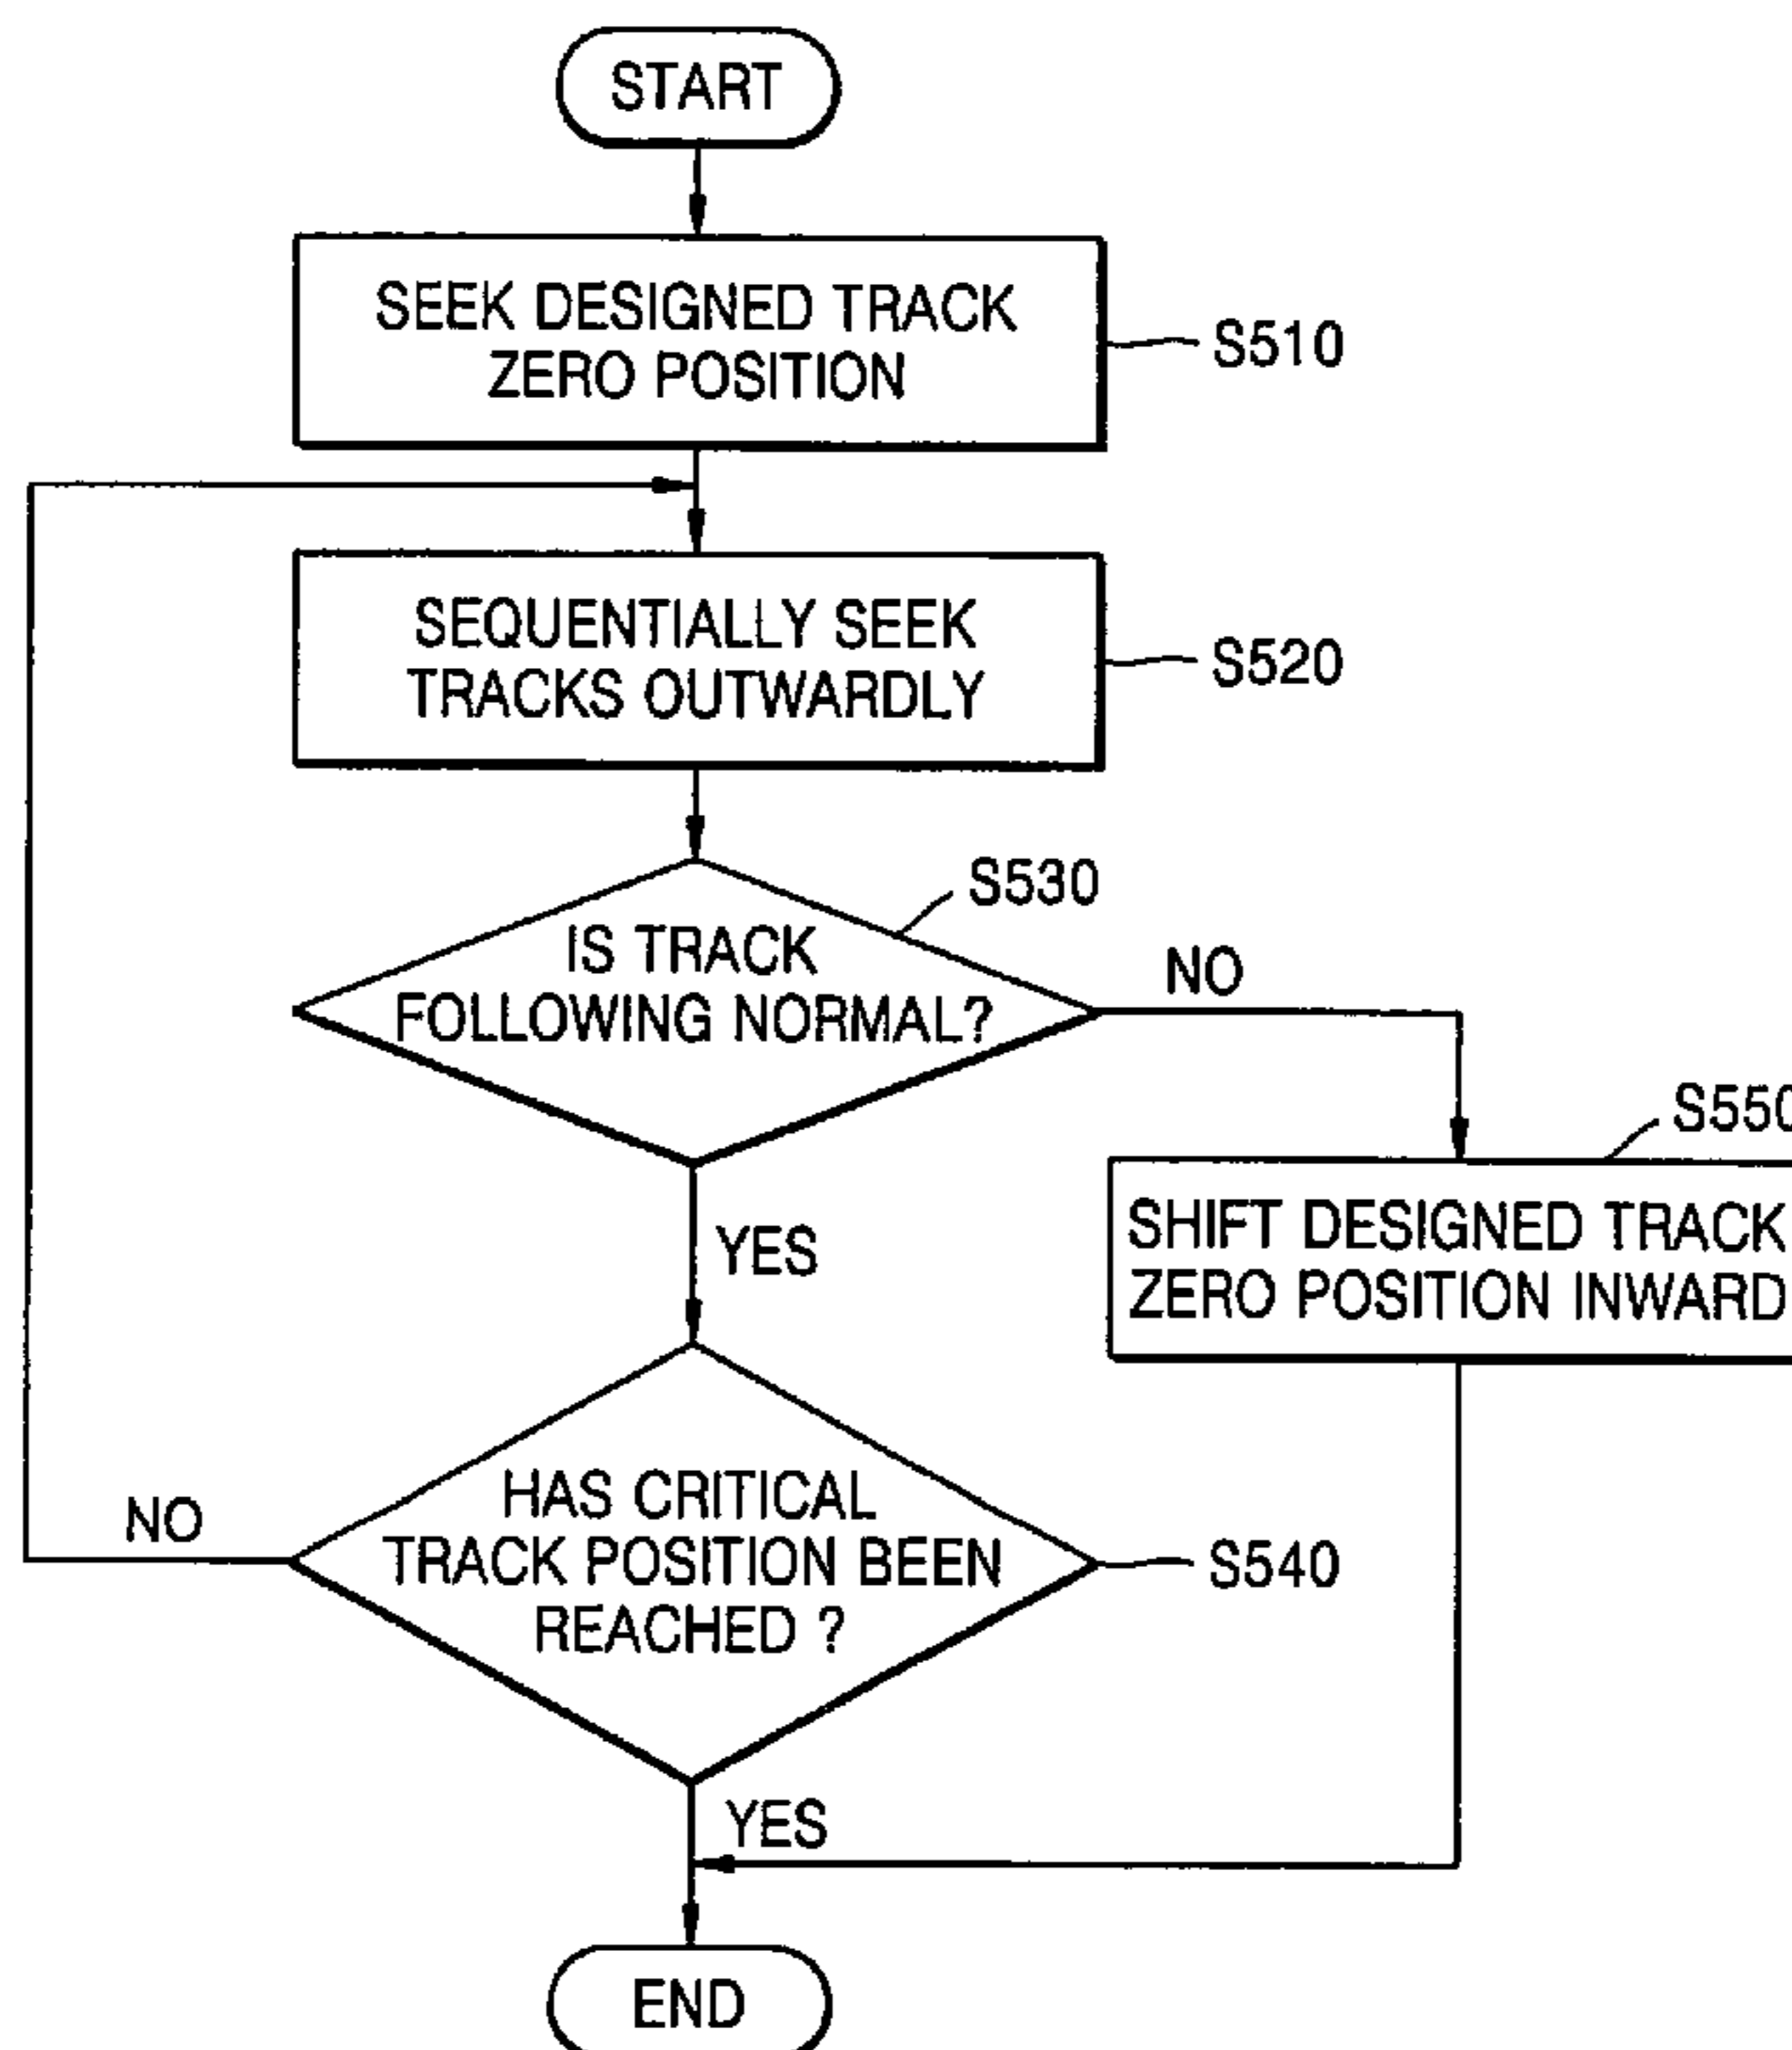 START
SEEK DESIGNED TRACK
ZERO POSITION
S510
SEQUENTIALLY SEEK
TRACKS OUTWARDLY
S520
S530
IS TRACK
FOLLOWING NORMAL?
NO
S550
SHIFT DESIGNED TRACK
ZERO POSITION INWARD
YES
HAS CRITICAL
TRACK POSITION BEEN
REACHED ?
NO
S540
YES
END